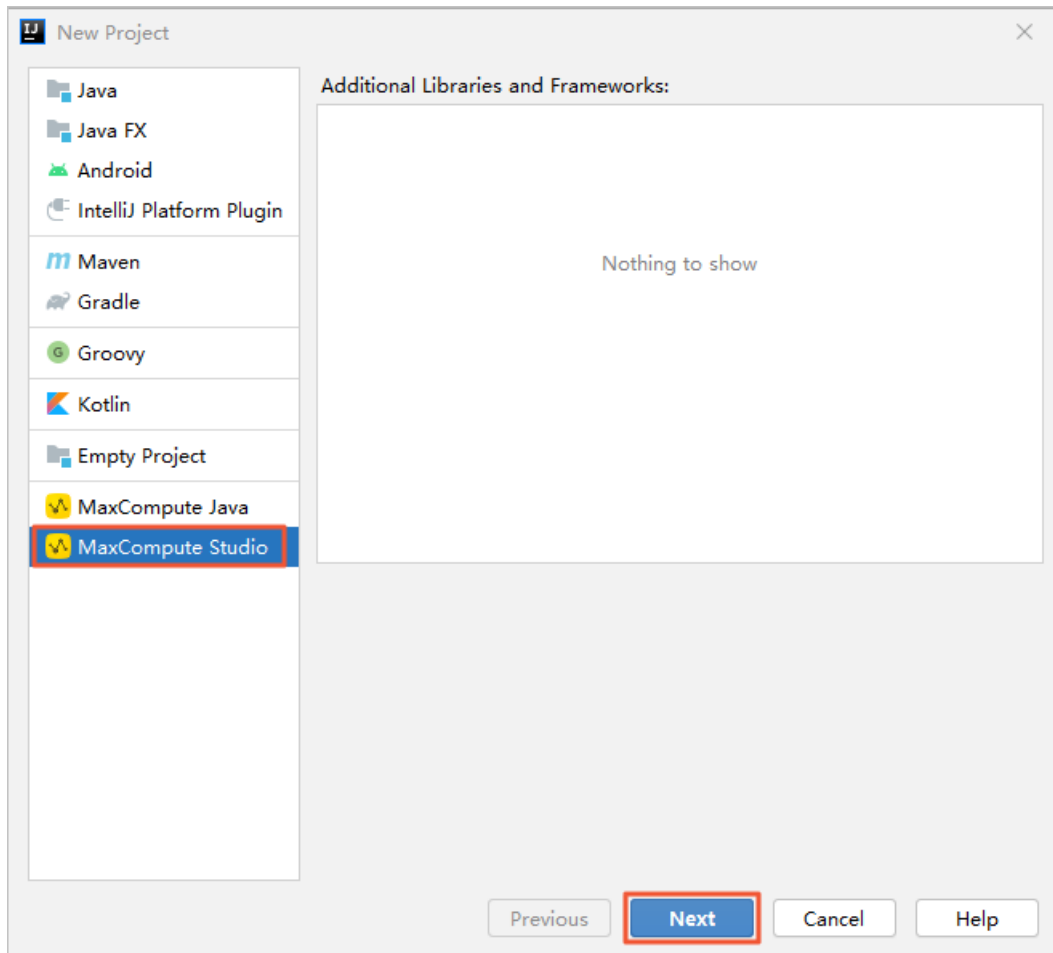 IJ
New Project
Java
Java FX
Android
IntelliJ Platform Plugin
m Maven
Gradle
G Groovy
Kotlin
Empty Project
MaxCompute Java
MaxCompute Studio
Additional Libraries and Frameworks:
Nothing to show
Previous Next Cancel Help